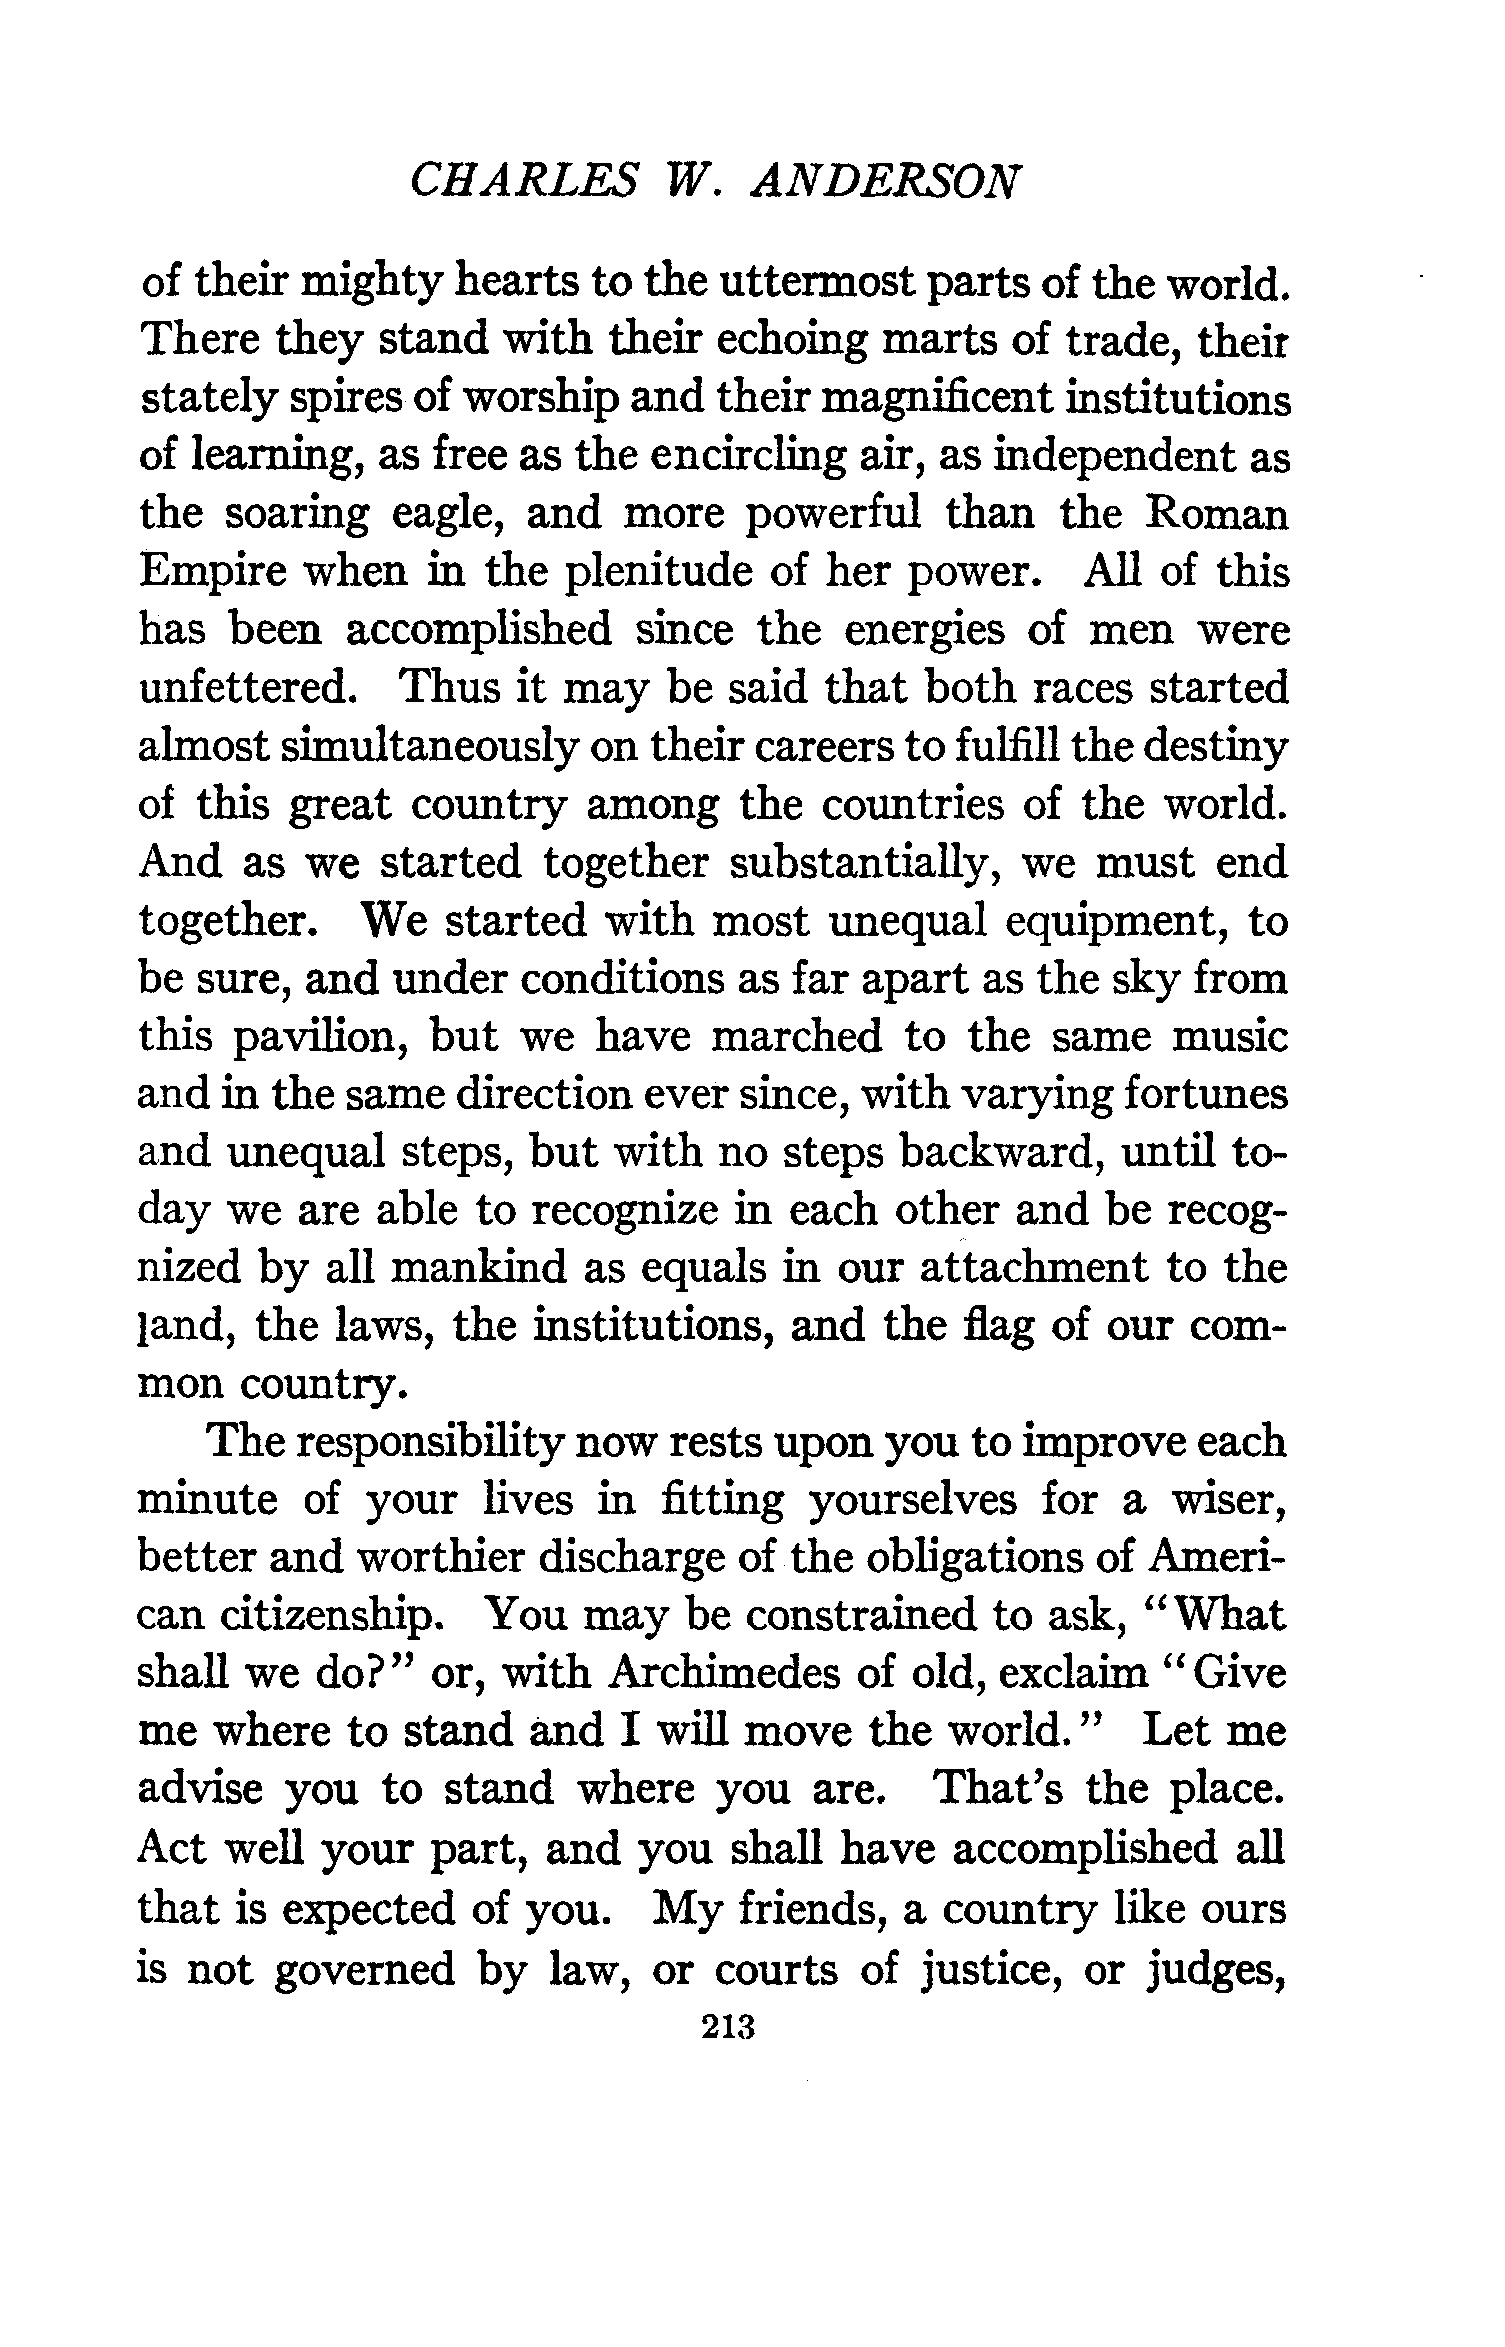 CHARLES W. ANDERSON
of their mighty hearts to the uttermost parts of the world.
There they stand with their echoing marts of trade, their
stately spires of worship and their magnificent institutions
of learning, as free as the encircling air, as independent as
the soaring eagle, and more powerful than the Roman
Empire when in the plenitude of her power. All of this
has been accomplished since the energies of men were
unfettered. Thus it may be said that both races started
almost simultaneously on their careers to fulfill the destiny
of this great country among the countries of the world.
And as we started together substantially, we must end
together. We started with most unequal equipment, to
be sure, and under conditions as far apart as the sky from
this pavilion, but we have marched to the same music
and in the same direction ever since, with varying fortunes
and unequal steps, but with no steps backward, until to-
day we are able to recognize in each other and be recog-
nized by all mankind as equals in our attachment to the
land, the laws, the institutions, and the flag of our com-
mon country.
The responsibility now rests upon you to improve each
minute of your lives in fitting yourselves for a wiser,
better and worthier discharge of the obligations of Ameri-
can citizenship. You may be constrained to ask, "What
shall we do?" or, with Archimedes of old, exclaim "Give
me where to stand and I will move the world." Let me
advise you to stand where you are. That's the place.
Act well your part, and you shall have accomplished all
that is expected of you. My friends, a country like ours
is not governed by law, or courts of justice, or judges,
213